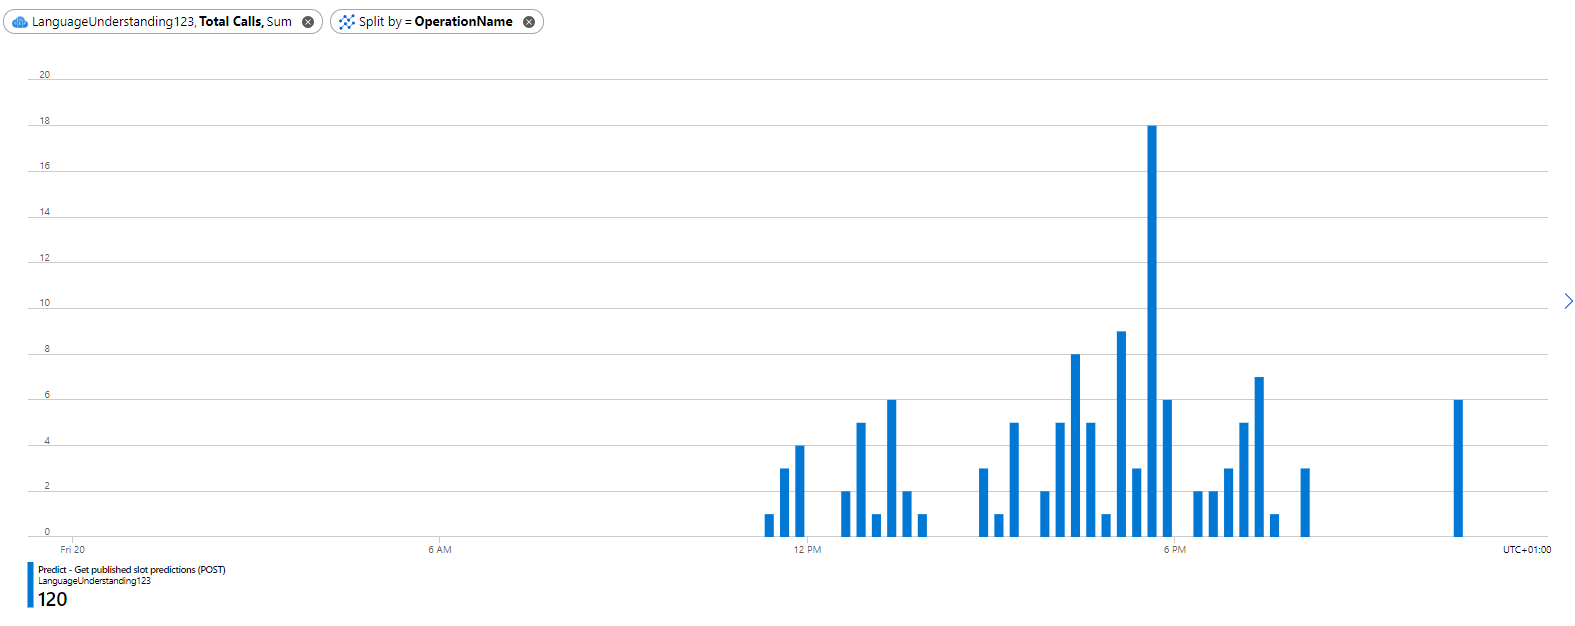 LanguageUnderstanding123, Total Calls, Sum
Split by = OperationName
20
18
16
14
12
10
8
6
4
2
0
Fri 20 6 AM 12 PM 6 PM UTC+01:00
Predict - Get published slot predictions (POST)
LanguageUnderstanding123
120